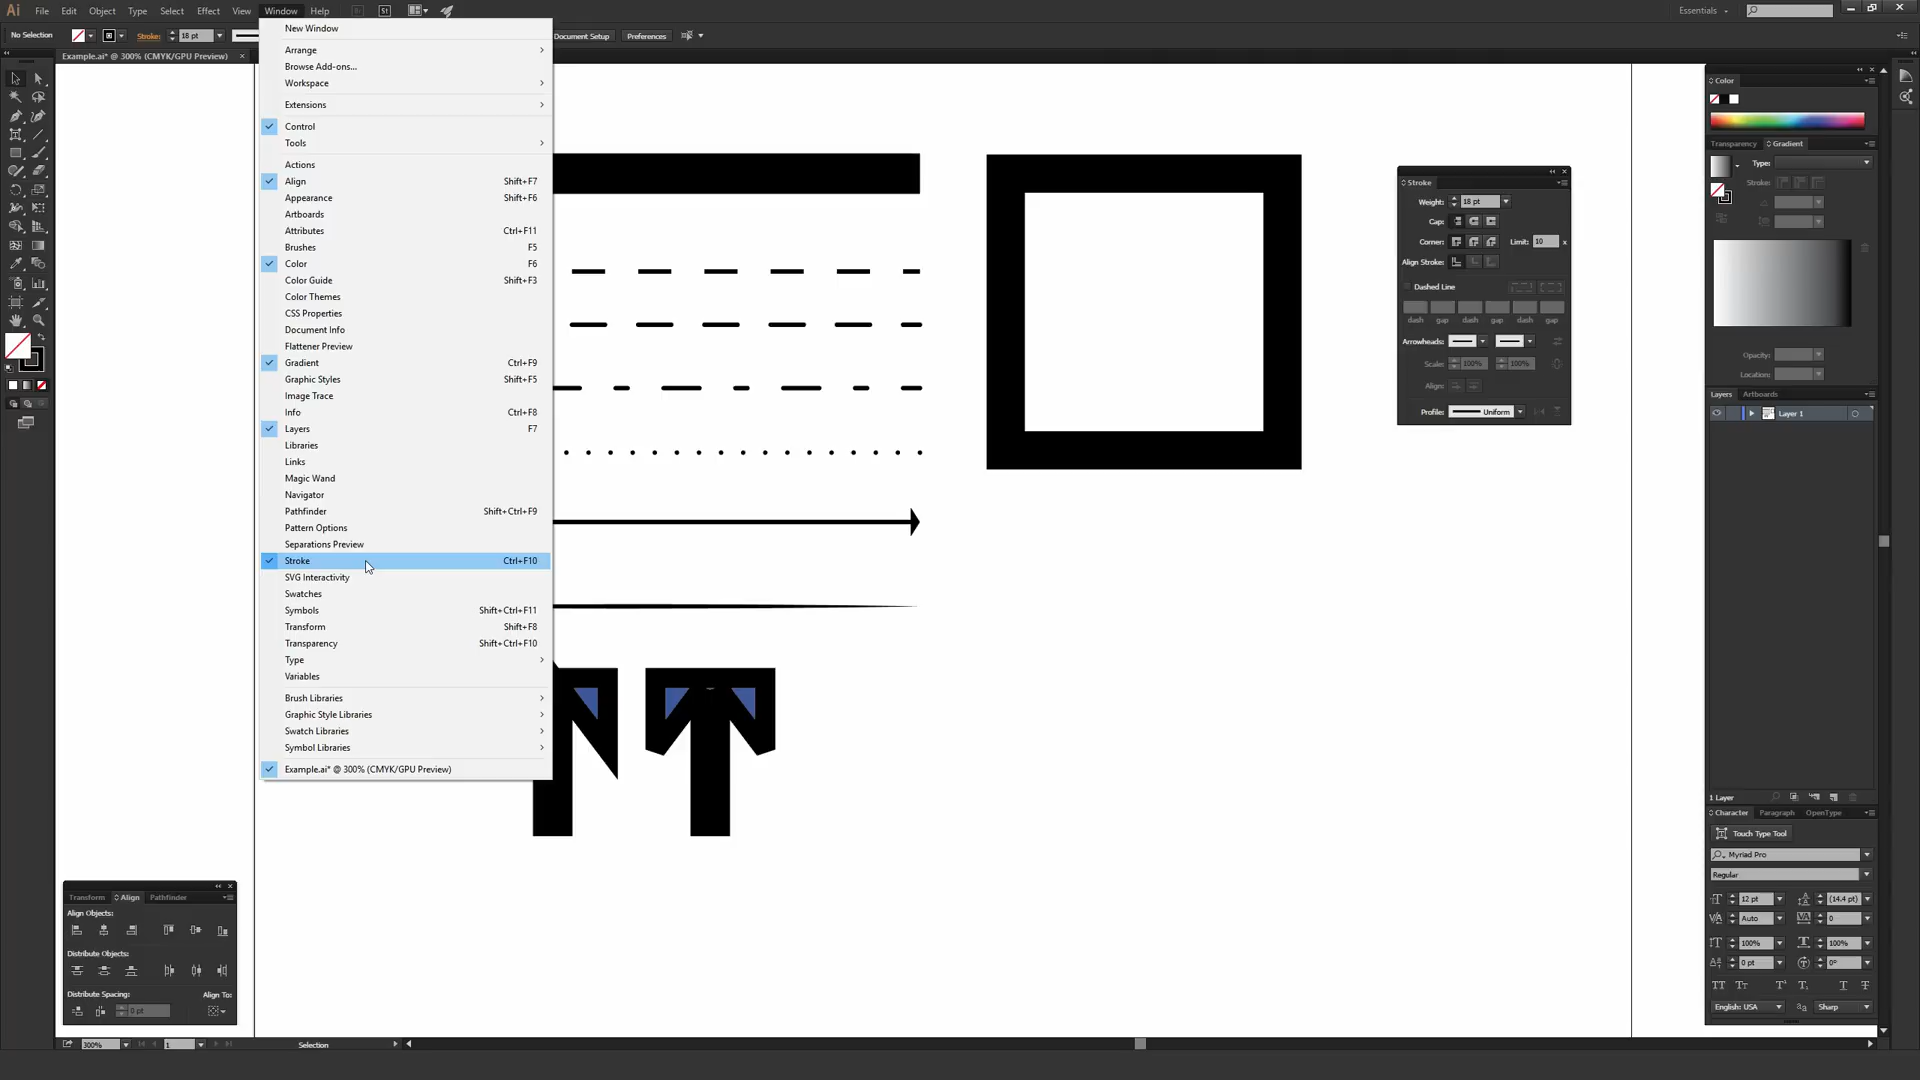 Ai File Edit Object Type Select Effect View Window Help Br St Essentials
No Selection Stroke: 18 pt Document Setup Preferences
Example.ai* @ 300% (CMYK/GPU Preview) ×
New Window
Arrange
Browse Add-ons...
Workspace
Extensions
Control
Tools
Actions
Align Shift+F7
Appearance Shift+F6
Artboards
Attributes Ctrl+F11
Brushes F5
Color F6
Color Guide Shift+F3
Color Themes
CSS Properties
Document Info
Flattener Preview
Gradient Ctrl+F9
Graphic Styles Shift+F5
Image Trace
Info Ctrl+F8
Layers F7
Libraries
Links
Magic Wand
Navigator
Pathfinder Shift+Ctrl+F9
Pattern Options
Separations Preview
Stroke Ctrl+F10
SVG Interactivity
Swatches
Symbols Shift+Ctrl+F11
Transform Shift+F8
Transparency Shift+Ctrl+F10
Type
Variables
Brush Libraries
Graphic Style Libraries
Swatch Libraries
Symbol Libraries
Example.ai* @ 300% (CMYK/GPU Preview)
Stroke
Weight: 18 pt
Cap:
Corner: Limit: 10 x
Align Stroke:
Dashed Line
dash gap dash gap dash gap
Arrowheads:
Scale: 100% 100%
Align:
Profile: Uniform
Color
Transparency Gradient
Type:
Stroke:
Opacity:
Location:
Layers Artboards
Layer 1
1 Layer
Character Paragraph OpenType
Touch Type Tool
Myriad Pro
Regular
12 pt (14.4 pt)
Auto 0
100% 100%
0 pt 0°
English: USA Sharp
Transform Align Pathfinder
Align Objects:
Distribute Objects:
Distribute Spacing: Align To:
0 pt
300% 1 Selection